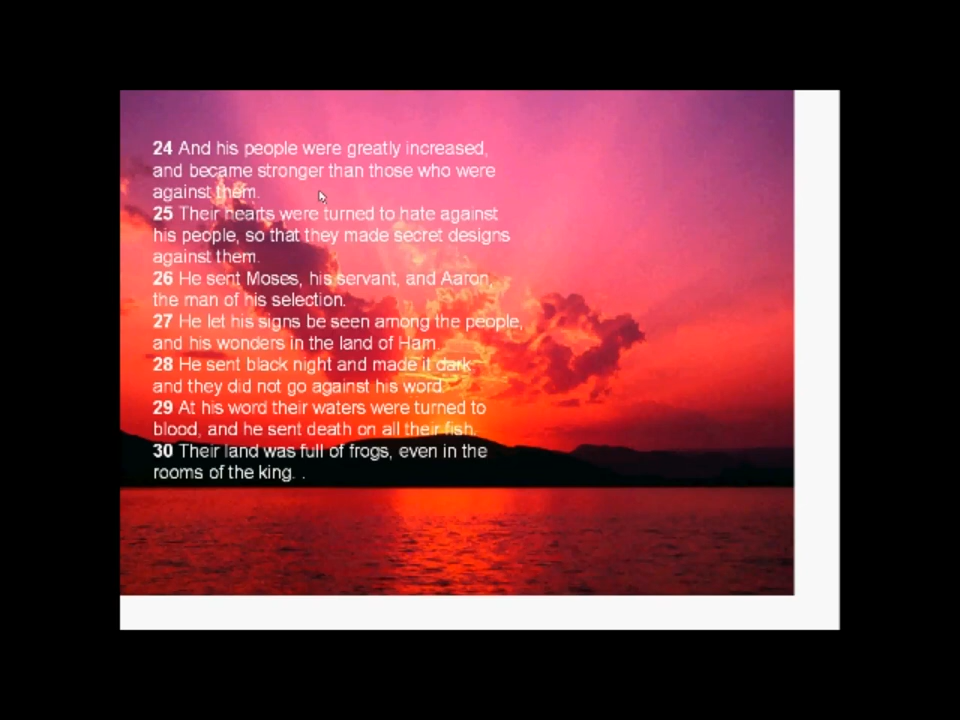 24 And his people were greatly increased,
and became stronger than those who were
against them.
25 Their hearts were turned to hate against
his people, so that they made secret designs
against them.
26 He sent Moses, his servant, and Aaron,
the man of his selection.
27 He let his signs be seen among the people,
and his wonders in the land of Ham.
28 He sent black night and made it dark;
and they did not go against his word.
29 At his word their waters were turned to
blood, and he sent death on all their fish.
30 Their land was full of frogs, even in the
rooms of the king. .